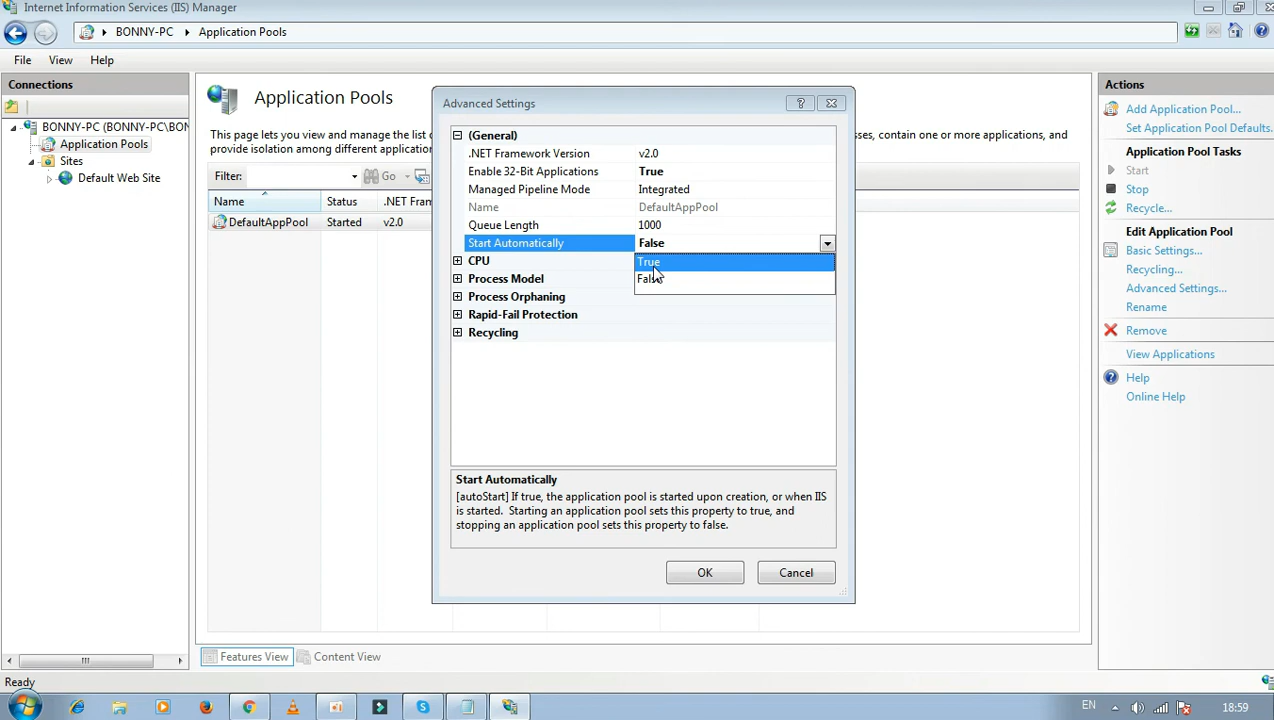 Internet Information Services (IIS) Manager
BONNY-PC
Application Pools
File View Help
Connections
BONNY-PC (BONNY-PC\BON
Application Pools
Sites
Default Web Site
Application Pools
This page lets you view and manage the list o
esses, contain one or more applications, and
provide isolation among different application
Filter:
Go
Name Status .NET Fram
DefaultAppPool Started v2.0
Advanced Settings
(General)
.NET Framework Version v2.0
Enable 32-Bit Applications True
Managed Pipeline Mode Integrated
Name DefaultAppPool
Queue Length 1000
Start Automatically False
True
False
CPU
Process Model
Process Orphaning
Rapid-Fail Protection
Recycling
Start Automatically
[autoStart] If true, the application pool is started upon creation, or when IIS
is started. Starting an application pool sets this property to true, and
stopping an application pool sets this property to false.
OK Cancel
Actions
Add Application Pool...
Set Application Pool Defaults.
Application Pool Tasks
Start
Stop
Recycle...
Edit Application Pool
Basic Settings...
Recycling...
Advanced Settings...
Rename
Remove
View Applications
Help
Online Help
Features View Content View
Ready
EN 18:59